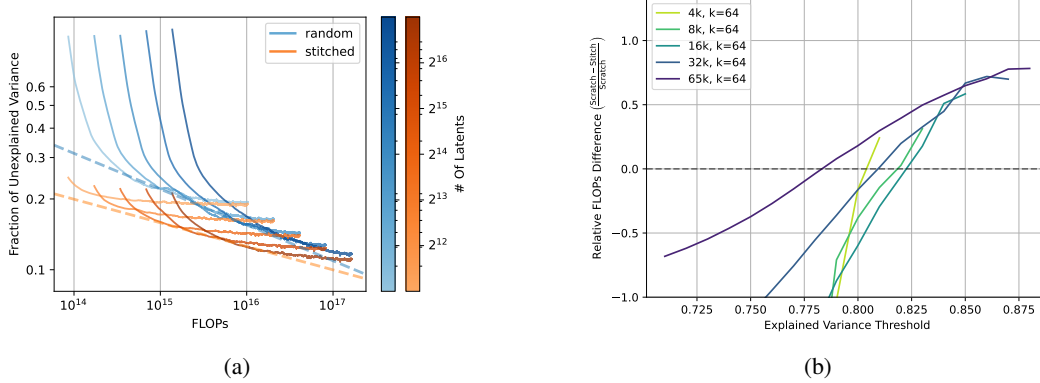 Fraction of Unexplained Variance
0.6
0.5
0.4
0.3
0.2
0.1
10^14
10^15
10^16
10^17
FLOPs
random
stitched
2^16
2^15
2^14
2^13
2^12
# Of Latents
(a)
Relative FLOPs Difference (Scratch−Stitch/Scratch)
1.0
0.5
0.0
−0.5
−1.0
4k, k=64
8k, k=64
16k, k=64
32k, k=64
65k, k=64
0.725
0.750
0.775
0.800
0.825
0.850
0.875
Explained Variance Threshold
(b)